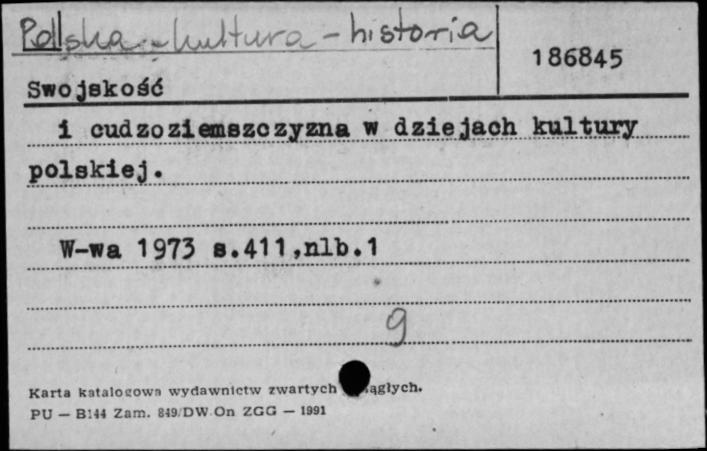 Polska - kultura - historia
186845
Swojskość
i cudzoziemszczyzna w dziejach kultury
polskiej.
W-wa 1973 s.411,nlb.1
9
Karta katalogowa wydawnictw zwartych i ciągłych.
PU — B144 Zam. 849/DW.On ZGG — 1991